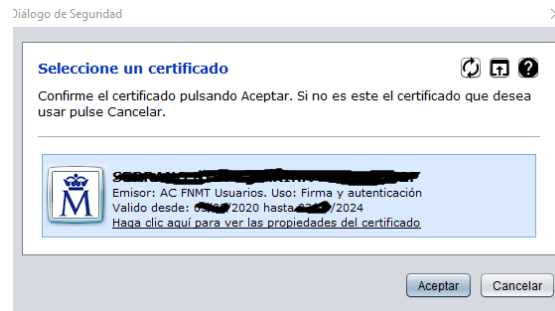 Diálogo de Seguridad
Seleccione un certificado
Confirme el certificado pulsando Aceptar. Si no es este el certificado que desea
usar pulse Cancelar.
Emisor: AC FNMT Usuarios. Uso: Firma y autenticación
Valido desde: /2020 hasta /2024
Haga clic aquí para ver las propiedades del certificado
Aceptar Cancelar